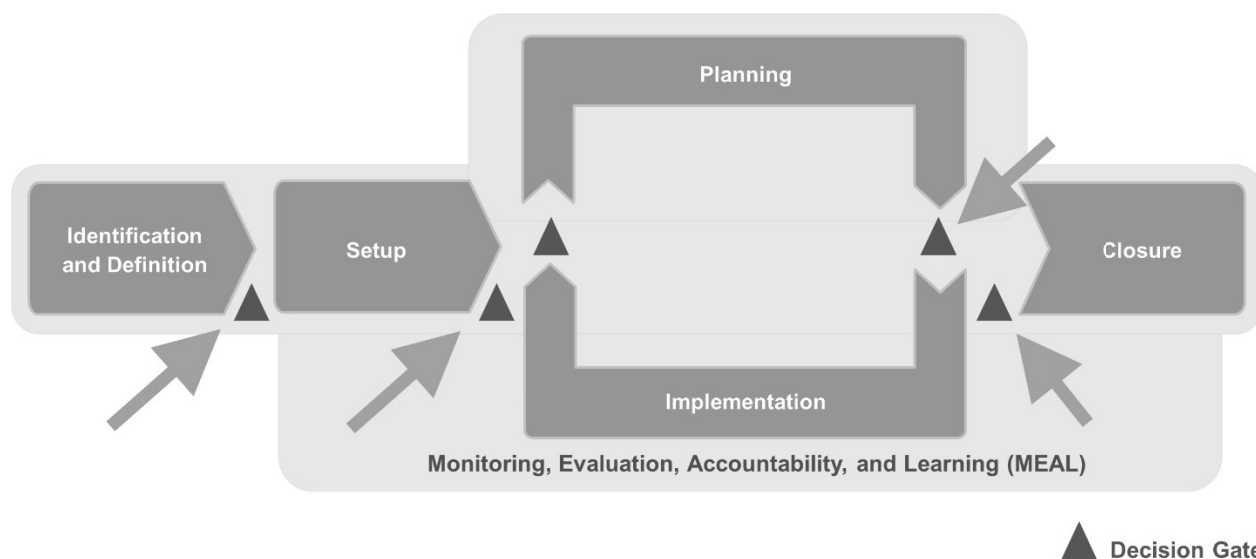 Planning
Identification
and Definition
Setup
Closure
Implementation
Monitoring, Evaluation, Accountability, and Learning (MEAL)
Decision Gate